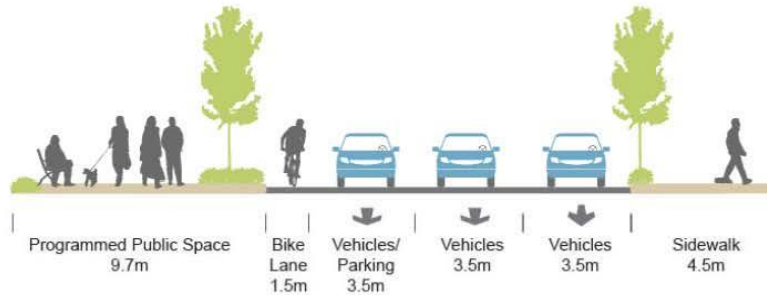 Programmed Public Space
9.7m
Bike
Lane
1.5m
Vehicles/
Parking
3.5m
Vehicles
3.5m
Vehicles
3.5m
Sidewalk
4.5m